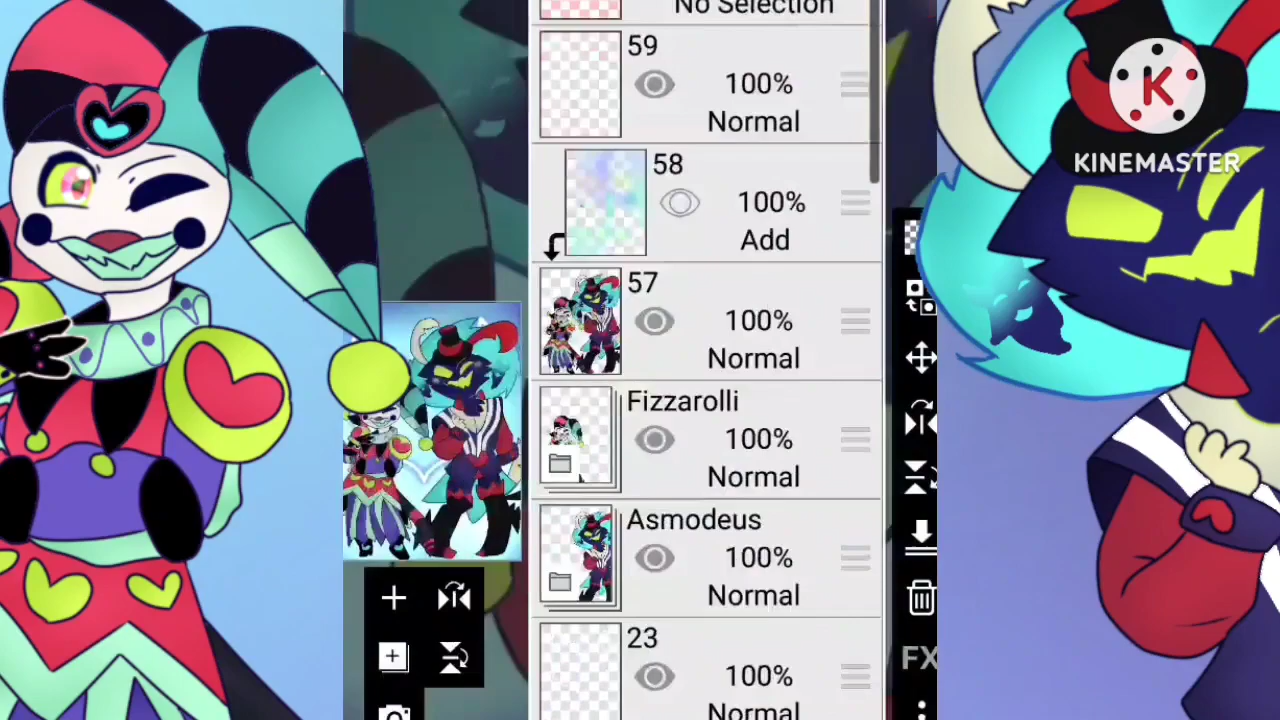 No Selection
59
100%
Normal
58
100%
Add
57
100%
Normal
Fizzarolli
100%
Normal
Asmodeus
100%
Normal
23
100%
Normal
FX
K
KINEMASTER